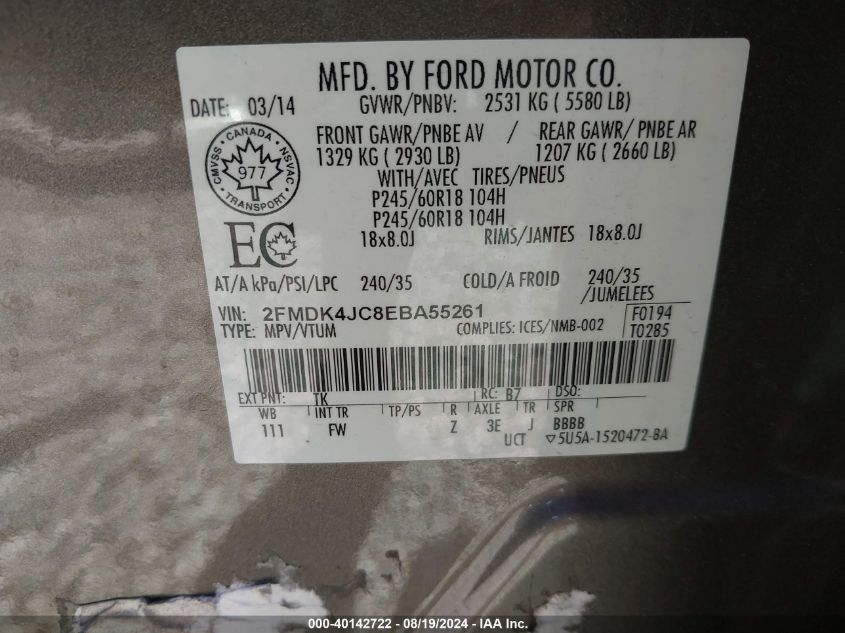 MFD. BY FORD MOTOR CO.
DATE: 03/14 GVWR/PNBV: 2531 KG ( 5580 LB)
FRONT GAWR/PNBE AV / REAR GAWR/ PNBE AR
1329 KG ( 2930 LB) 1207 KG ( 2660 LB)
WITH/AVEC TIRES/PNEUS
P245/60R18 104H
P245/60R18 104H
18x8.0J RIMS/JANTES 18x8.0J
CANADA
CMVSS NSVAC
977
TRANSPORT
EC
AT/A kPa/PSI/LPC 240/35 COLD/A FROID 240/35
/JUMELEES
VIN: 2FMDK4JC8EBA55261 F0194
TYPE: MPV/VTUM COMPLIES: ICES/NMB-002 T0285
EXT PNT: TK RC: B7 DSO:
WB INT TR TP/PS R AXLE TR SPR
111 FW Z 3E J BBBB
UCT ▽5U5A-1520472-BA
000-40142722 - 08/19/2024 - IAAI.com